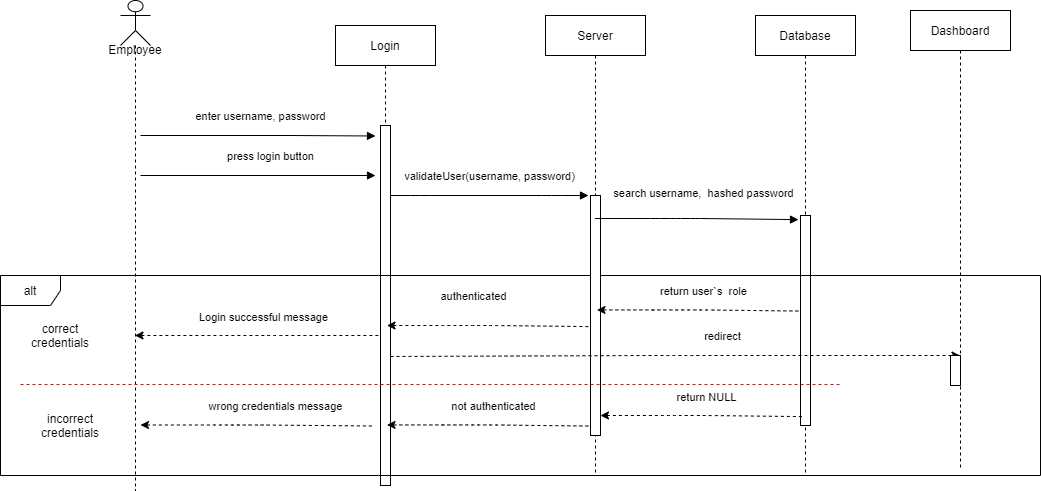 Employee
Login
Server
Database
Dashboard
enter username, password
press login button
validateUser(username, password)
search username, hashed password
alt
return user`s role
authenticated
Login successful message
correct
credentials
redirect
return NULL
wrong credentials message
not authenticated
incorrect
credentials